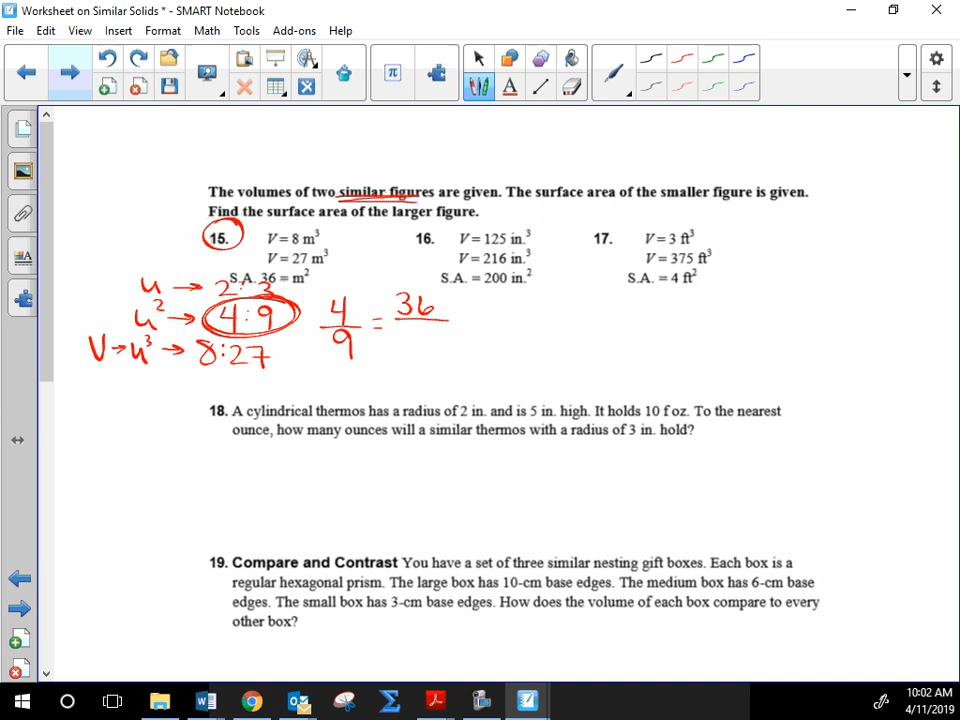 Worksheet on Similar Solids * - SMART Notebook
File Edit View Insert Format Math Tools Add-ons Help
The volumes of two similar figures are given. The surface area of the smaller figure is given.
Find the surface area of the larger figure.
15. V = 8 m³ 16. V = 125 in.³ 17. V = 3 ft³
V = 27 m³ V = 216 in.³ V = 375 ft³
S.A. 36 = m² S.A. = 200 in.² S.A. = 4 ft²
u → 2:3
u² → 4:9 4/9 = 36
V → u³ → 8:27
18. A cylindrical thermos has a radius of 2 in. and is 5 in. high. It holds 10 f oz. To the nearest
ounce, how many ounces will a similar thermos with a radius of 3 in. hold?
19. Compare and Contrast You have a set of three similar nesting gift boxes. Each box is a
regular hexagonal prism. The large box has 10-cm base edges. The medium box has 6-cm base
edges. The small box has 3-cm base edges. How does the volume of each box compare to every
other box?
10:02 AM
4/11/2019